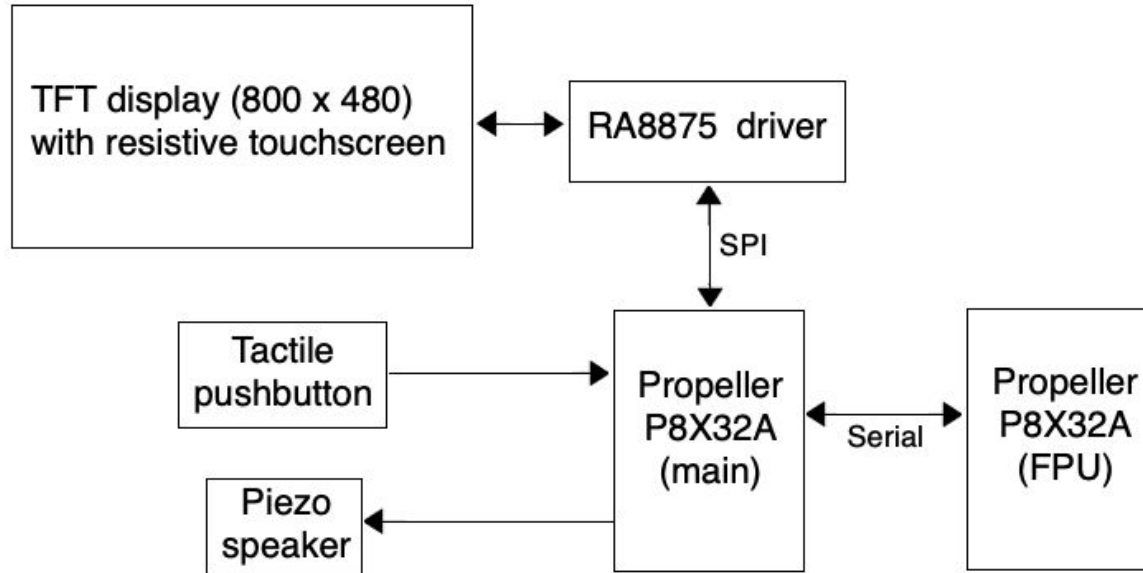 TFT display (800 x 480)
with resistive touchscreen
RA8875 driver
SPI
Tactile
pushbutton
Propeller
P8X32A
(main)
Serial
Propeller
P8X32A
(FPU)
Piezo
speaker